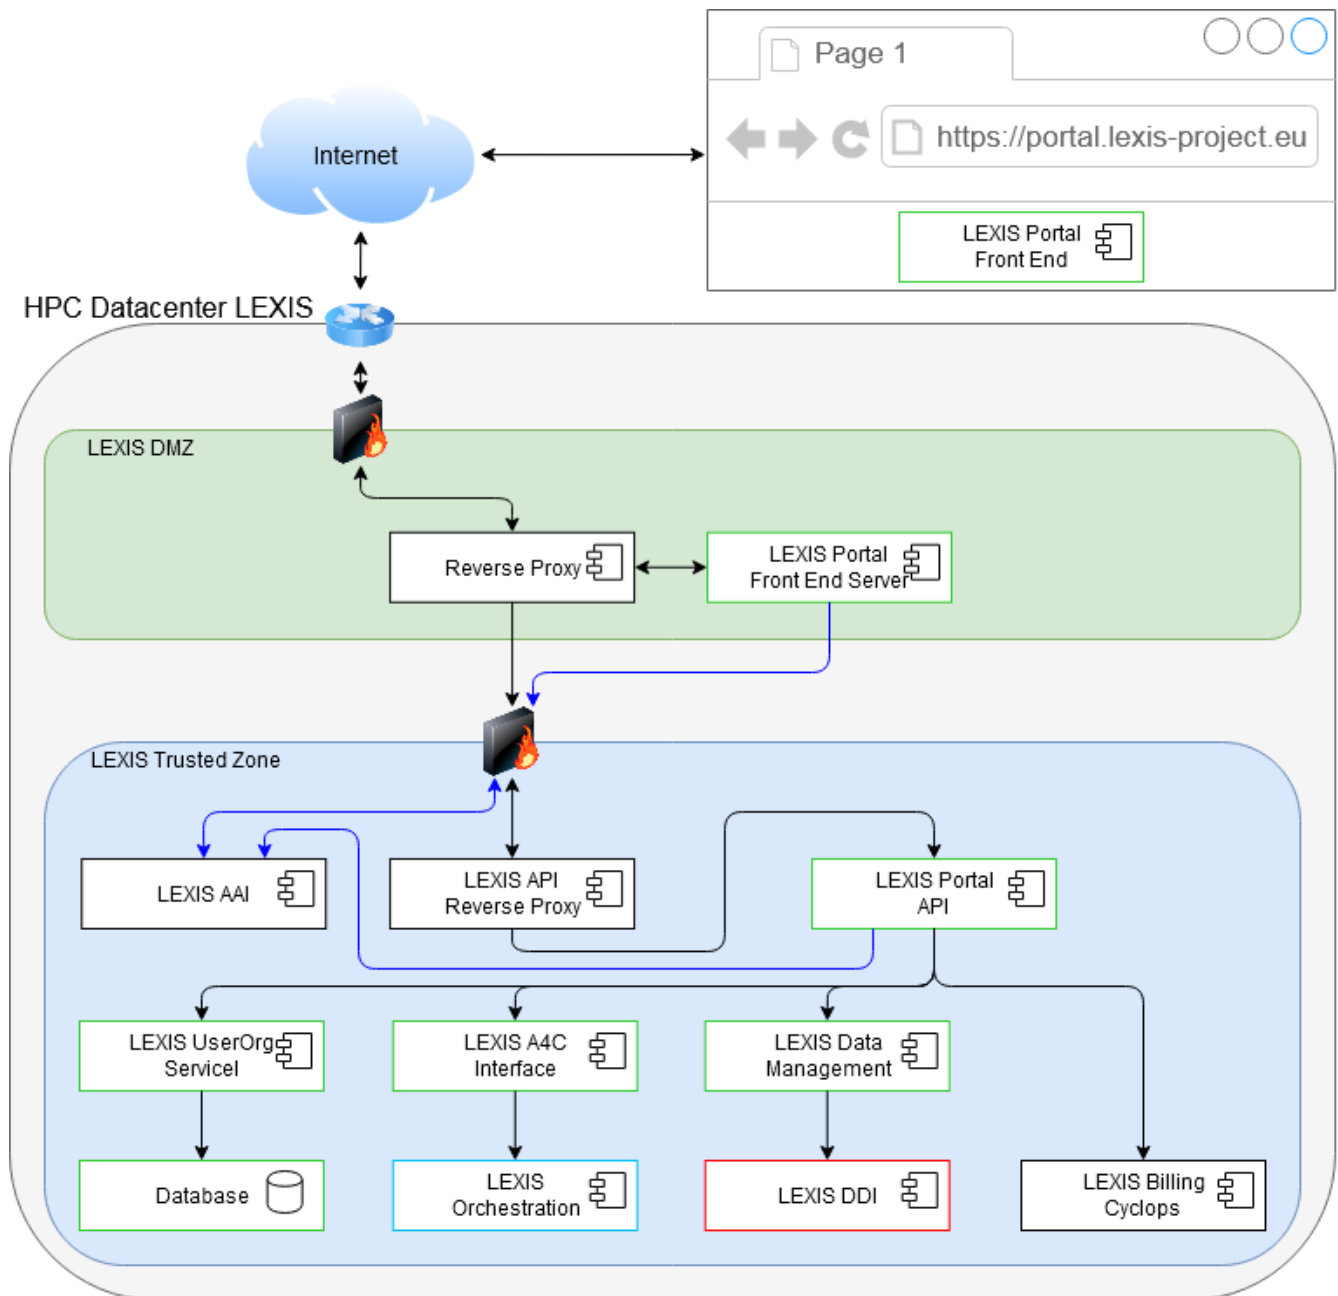 Page 1
https://portal.lexis-project.eu
Internet
LEXIS Portal
Front End
HPC Datacenter LEXIS
LEXIS DMZ
Reverse Proxy
LEXIS Portal
Front End Server
LEXIS Trusted Zone
LEXIS AAI
LEXIS API
Reverse Proxy
LEXIS Portal
API
LEXIS UserOrg
Servicel
LEXIS A4C
Interface
LEXIS Data
Management
Database
LEXIS
Orchestration
LEXIS DDI
LEXIS Billing
Cyclops